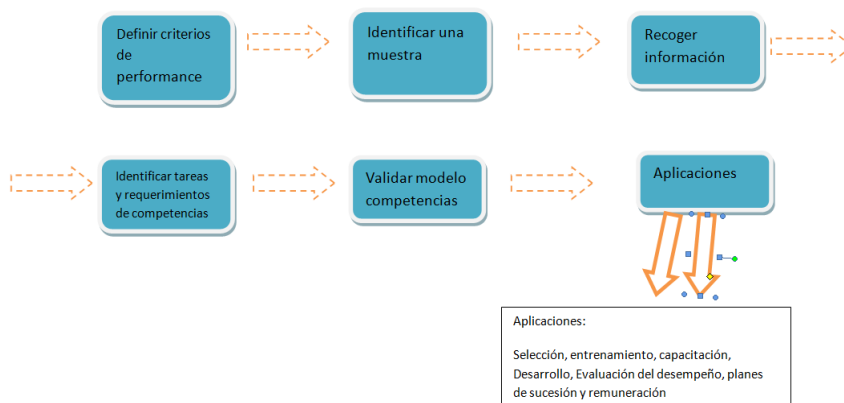 Definir criterios
de
performance
Identificar una
muestra
Recoger
información
Identificar tareas
y requerimientos
de competencias
Validar modelo
competencias
Aplicaciones
Aplicaciones:
Selección, entrenamiento, capacitación,
Desarrollo, Evaluación del desempeño, planes
de sucesión y remuneración